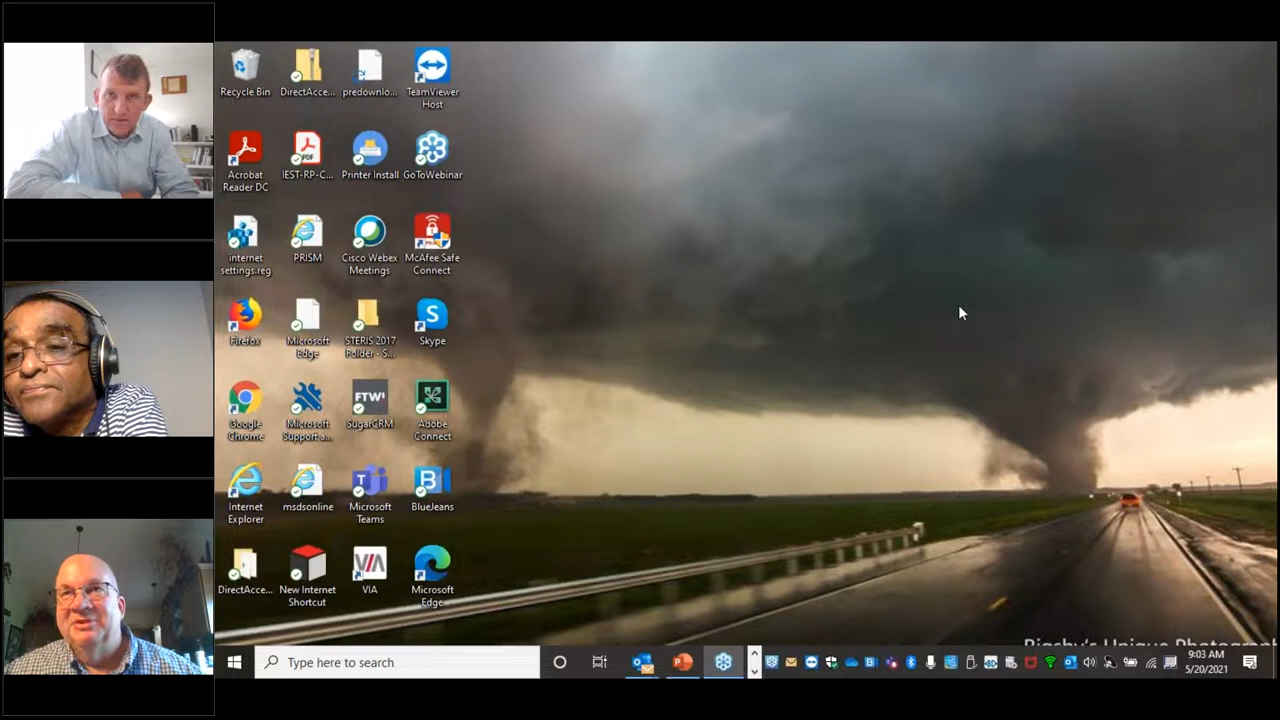 Recycle Bin
DirectAcce...
predownlo...
TeamViewer
Host
Acrobat
Reader DC
PDF
IEST-RP-C...
Printer Install
GoToWebinar
internet
settings.reg
PRISM
Cisco Webex
Meetings
McAfee Safe
Connect
Firefox
Microsoft
Edge
STERIS 2017
Folder - S...
Skype
Google
Chrome
Microsoft
Support a...
FTW!
SugarCRM
Adobe
Connect
Internet
Explorer
msdsonline
Microsoft
Teams
BlueJeans
DirectAcce...
New Internet
Shortcut
VIA
VIA
Microsoft
Edge
Type here to search
9:03 AM
5/20/2021